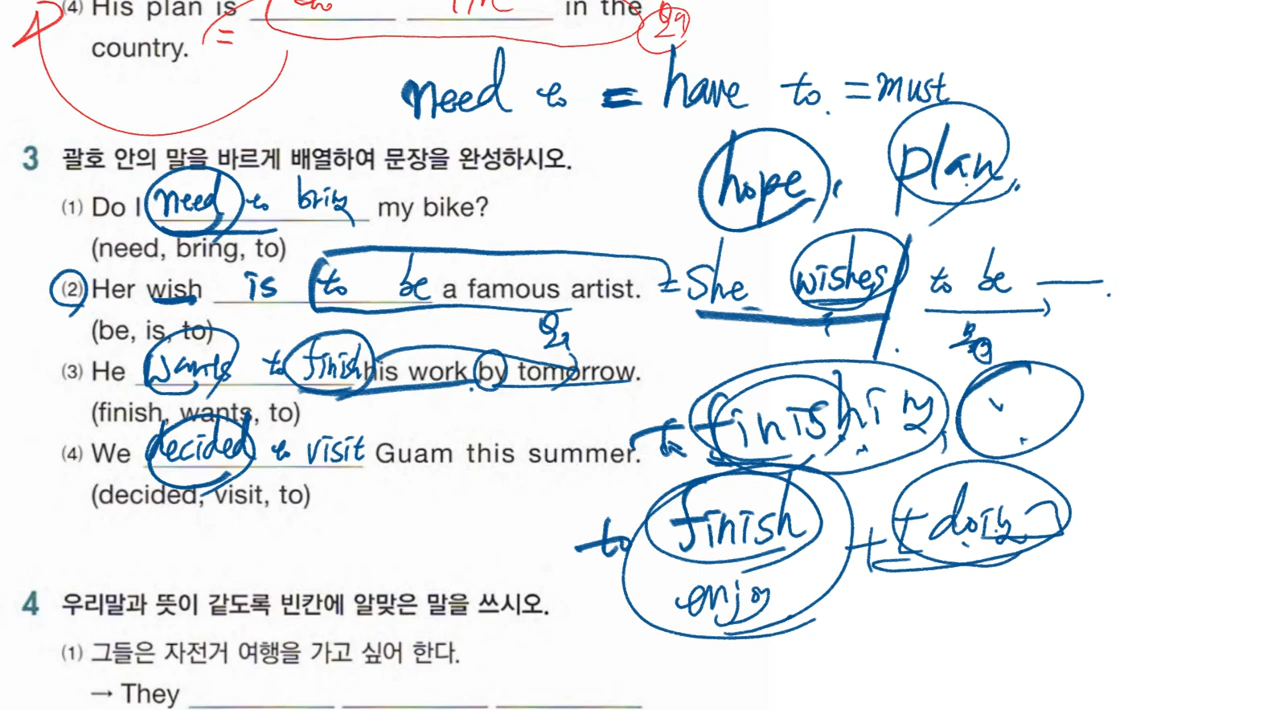 (4) His plan is to in the
country.
need to = have to = must
3 괄호 안의 말을 바르게 배열하여 문장을 완성하시오.
hope, plan,
(1) Do I need to bring my bike?
(need, bring, to)
(2) Her wish is to be a famous artist. = She wishes to be
(be, is, to)
(3) He wants to finish his work by tomorrow.
(finish, wants, to)
finishing
(4) We decided to visit Guam this summer.
(decided, visit, to)
to finish + doing
enjoy
4 우리말과 뜻이 같도록 빈칸에 알맞은 말을 쓰시오.
(1) 그들은 자전거 여행을 가고 싶어 한다.
→ They